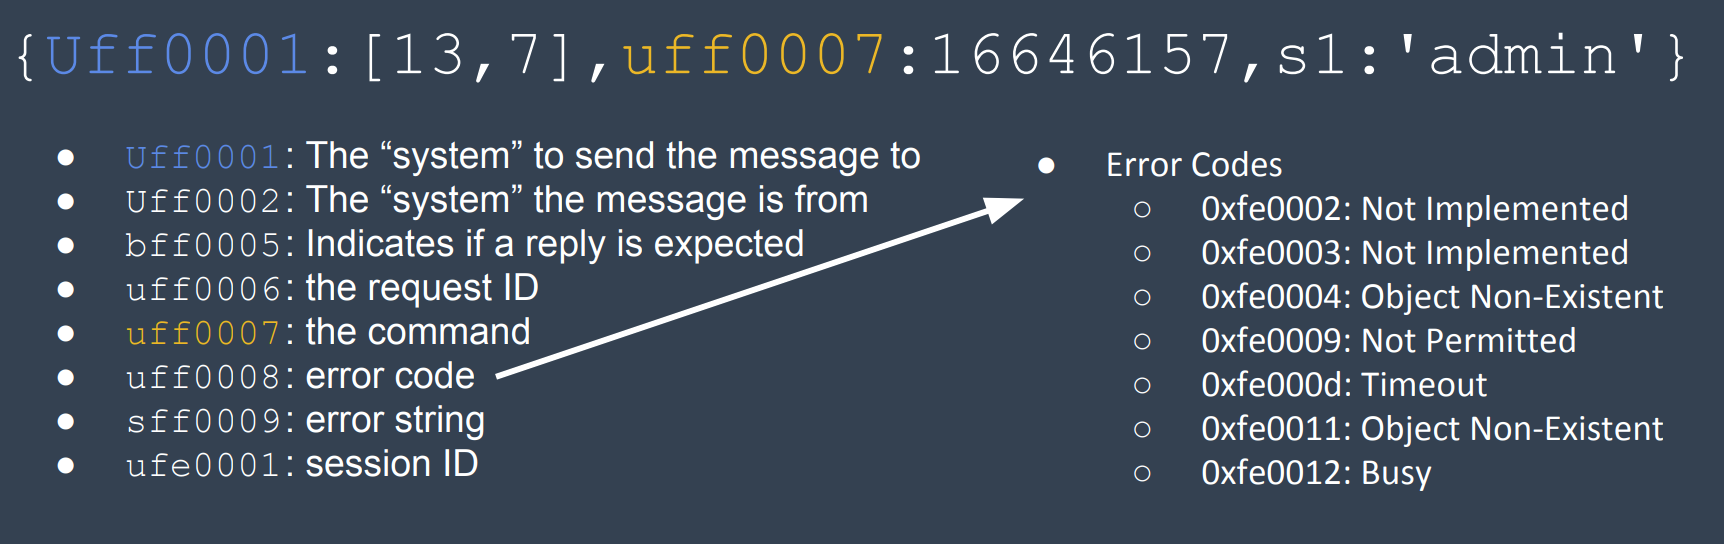 {Uff0001:[13,7],uff0007:16646157,s1:'admin'}
● Uff0001: The “system” to send the message to
● Uff0002: The “system” the message is from
● bff0005: Indicates if a reply is expected
● uff0006: the request ID
● uff0007: the command
● uff0008: error code
● sff0009: error string
● ufe0001: session ID
● Error Codes
○ 0xfe0002: Not Implemented
○ 0xfe0003: Not Implemented
○ 0xfe0004: Object Non-Existent
○ 0xfe0009: Not Permitted
○ 0xfe000d: Timeout
○ 0xfe0011: Object Non-Existent
○ 0xfe0012: Busy